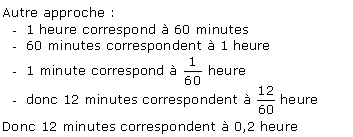 Autre approche :
- 1 heure correspond à 60 minutes
- 60 minutes correspondent à 1 heure
- 1 minute correspond à 1/60 heure
- donc 12 minutes correspondent à 12/60 heure
Donc 12 minutes correspondent à 0,2 heure